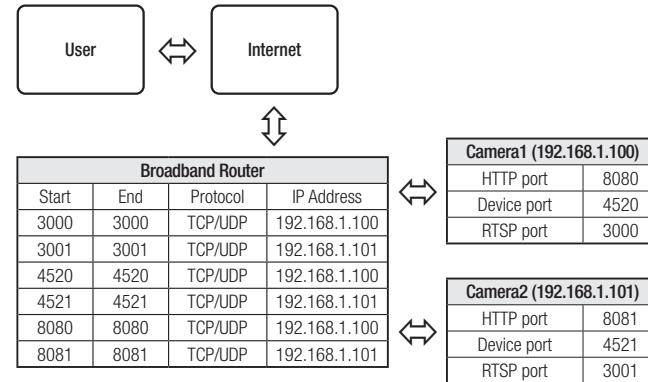 User
Internet
Broadband Router
Start End Protocol IP Address
3000 3000 TCP/UDP 192.168.1.100
3001 3001 TCP/UDP 192.168.1.101
4520 4520 TCP/UDP 192.168.1.100
4521 4521 TCP/UDP 192.168.1.101
8080 8080 TCP/UDP 192.168.1.100
8081 8081 TCP/UDP 192.168.1.101
Camera1 (192.168.1.100)
HTTP port 8080
Device port 4520
RTSP port 3000
Camera2 (192.168.1.101)
HTTP port 8081
Device port 4521
RTSP port 3001